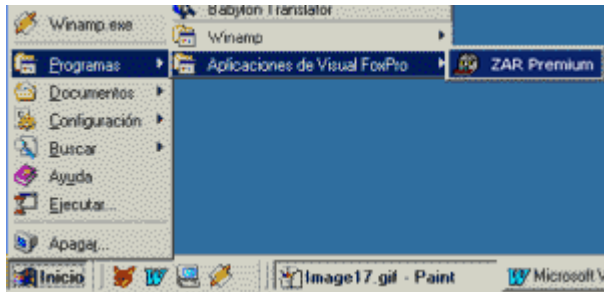 Babylon Translator
Winamp.exe
Winamp
Programas
Aplicaciones de Visual FoxPro
ZAR Premium
Documentos
Configuración
Buscar
Ayuda
Ejecutar...
Apagar...
Inicio
Image17.gif - Paint
Microsoft